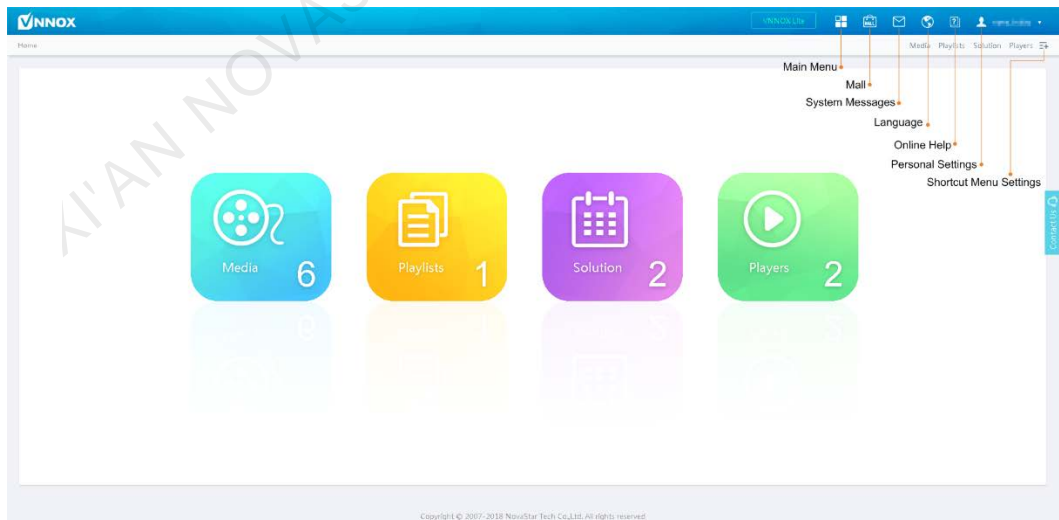 VNNOX
VNNOX Lite
MALL
Home
Media Playlists Solution Players
Main Menu
Mall
System Messages
Language
Online Help
Personal Settings
Shortcut Menu Settings
XI'AN NOVAS
Media 6
Playlists 1
Solution 2
Players 2
Contact Us
Copyright © 2007-2018 NovaStar Tech Co.,Ltd. All rights reserved